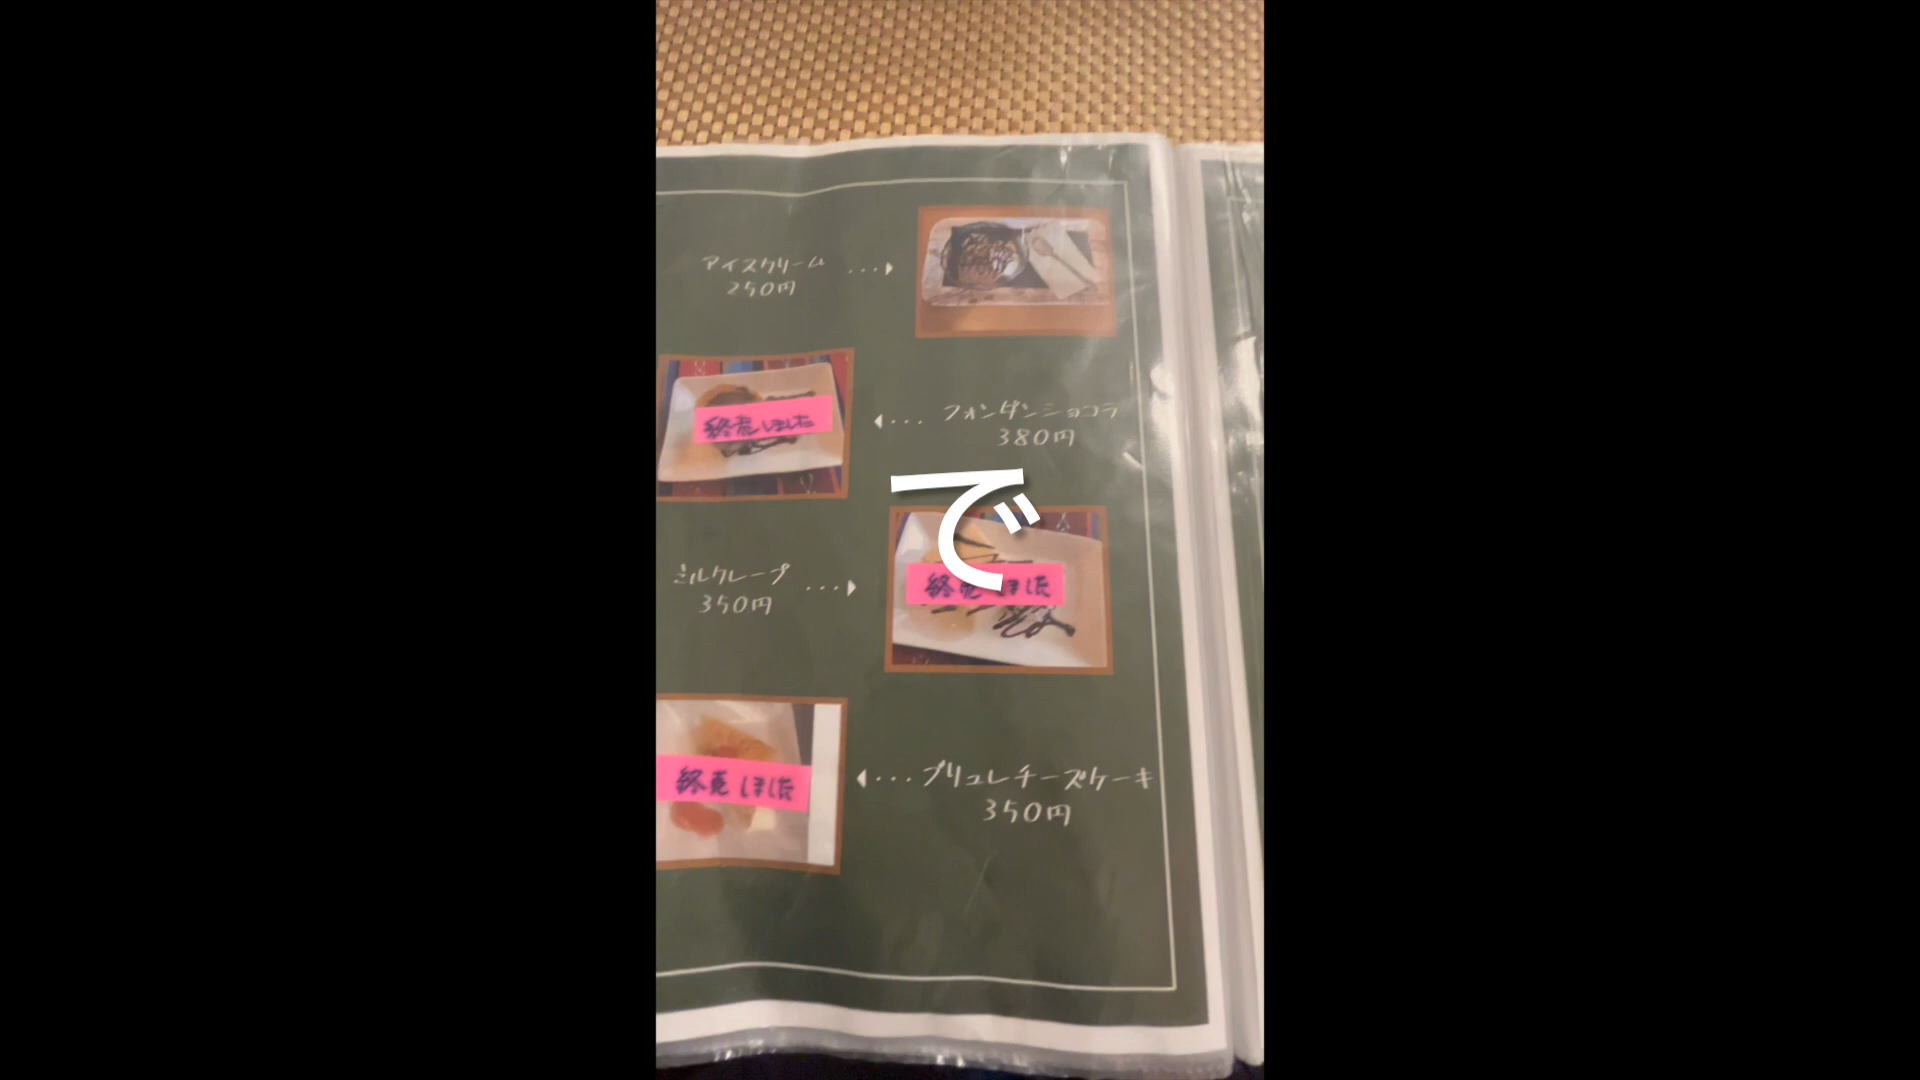 アイスクリーム
250円
終売しました
フォンダンショコラ
380円
で
ミルクレープ
350円
終売しました
終売しました
ブリュレチーズケーキ
350円